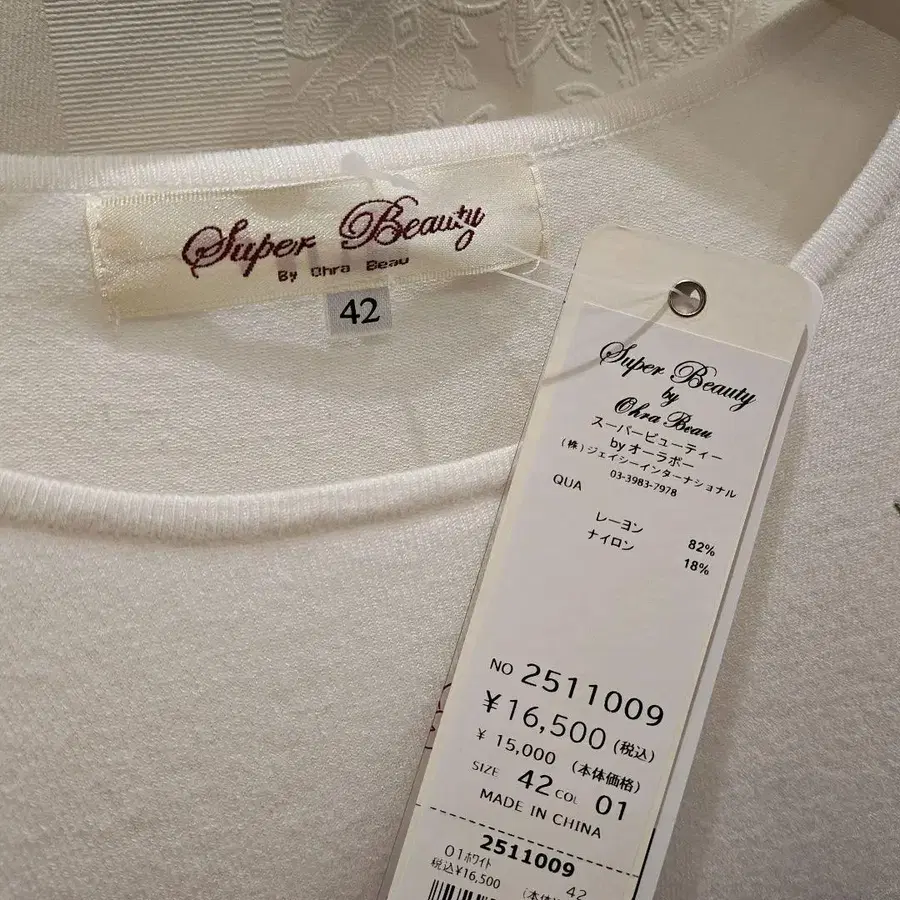 Super Beauty
By Ohra Beau
42
Super Beauty
by
Ohra Beau
スーパービューティー
by オーラボー
(株)ジェイシーインターナショナル
03-3983-7978
QUA
レーヨン 82%
ナイロン 18%
NO 2511009
¥16,500 (税込)
¥ 15,000 (本体価格)
SIZE 42 COL 01
MADE IN CHINA
2511009
01ホワイト 42
税込¥16,500